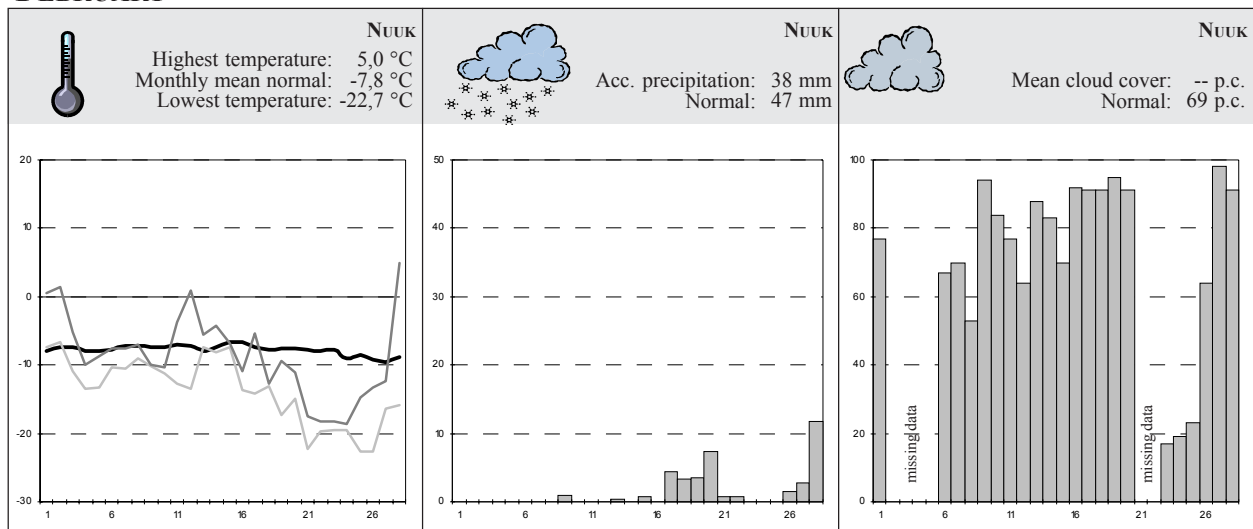 NUUK
Highest temperature: 5,0 °C
Monthly mean normal: -7,8 °C
Lowest temperature: -22,7 °C
NUUK
Acc. precipitation: 38 mm
Normal: 47 mm
NUUK
Mean cloud cover: -- p.c.
Normal: 69 p.c.
20
10
0
-10
-20
-30
1 6 11 16 21 26
50
40
30
20
10
0
1 6 11 16 21 26
100
80
60
40
20
0
missing data
missing data
1 6 11 16 21 26